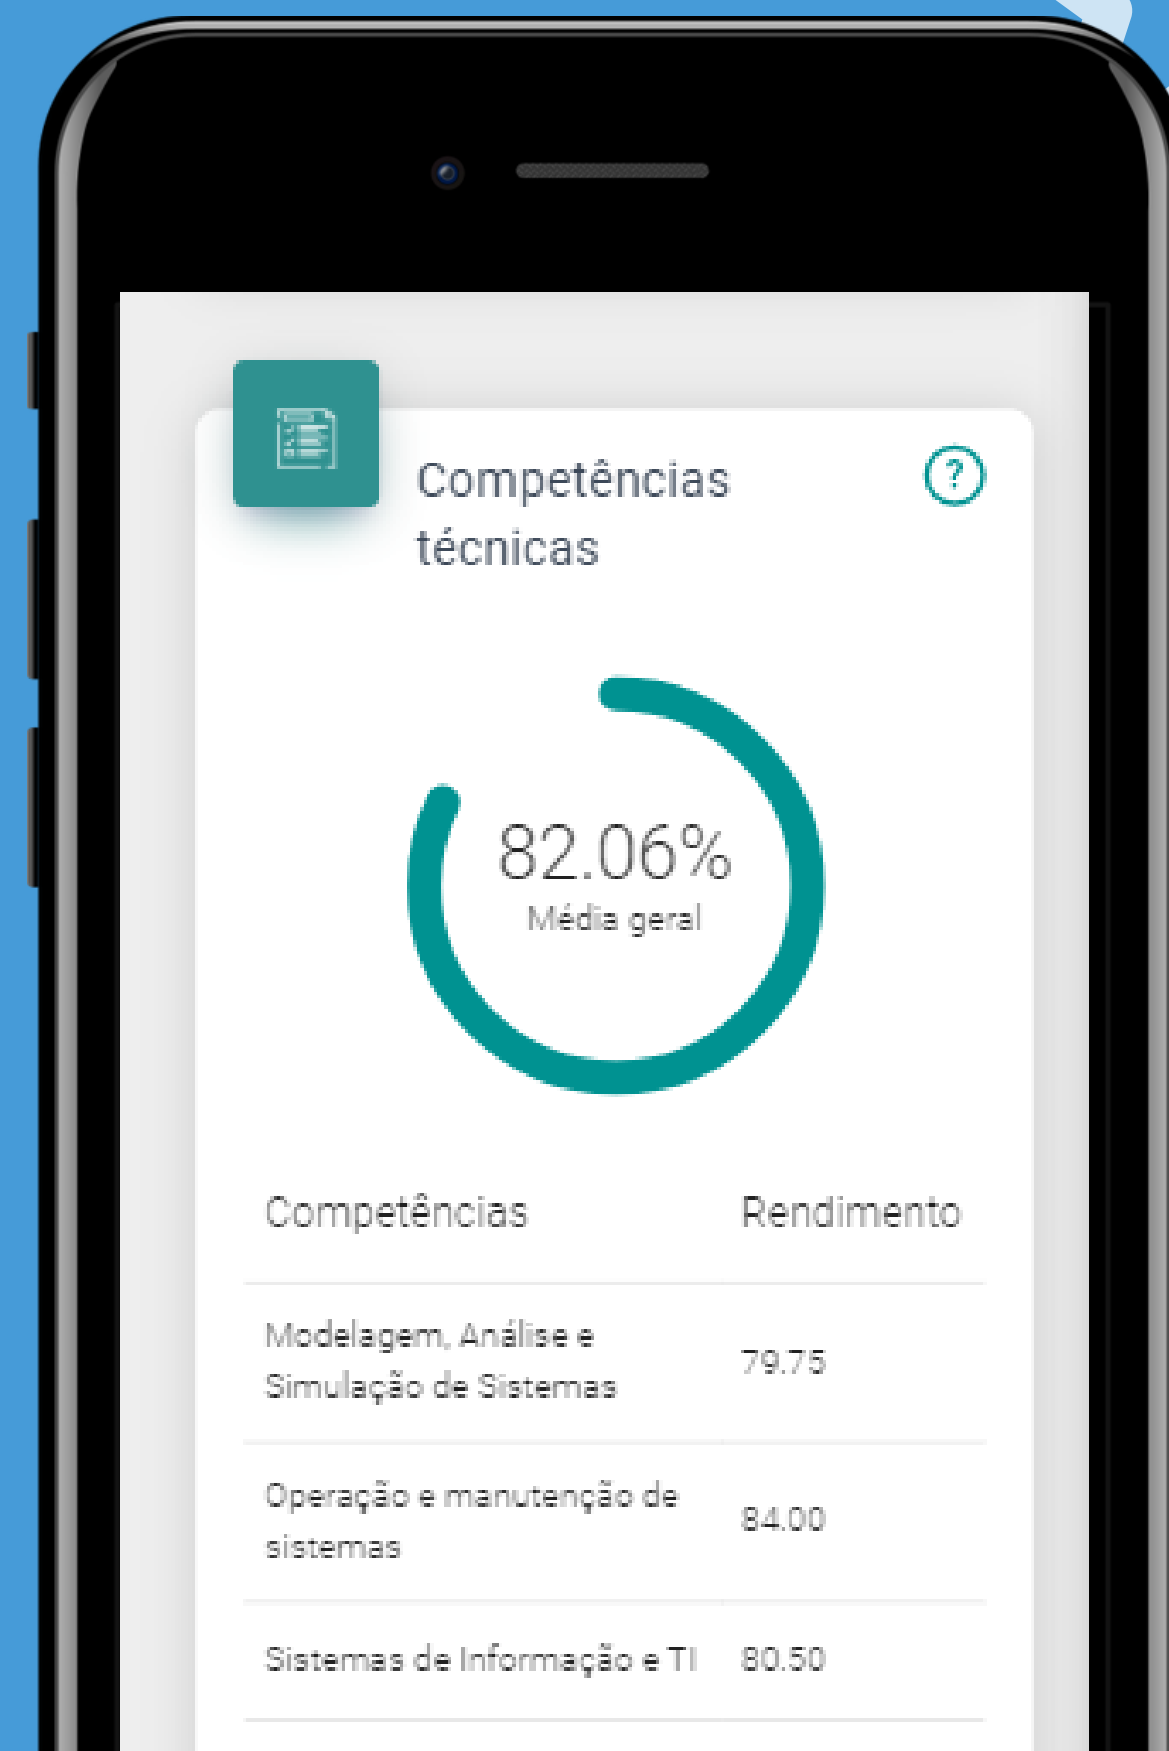 Competências
técnicas
?
82.06%
Média geral
Competências Rendimento
Modelagem, Análise e
Simulação de Sistemas
79.75
Operação e manutenção de
sistemas
84.00
Sistemas de Informação e TI 80.50